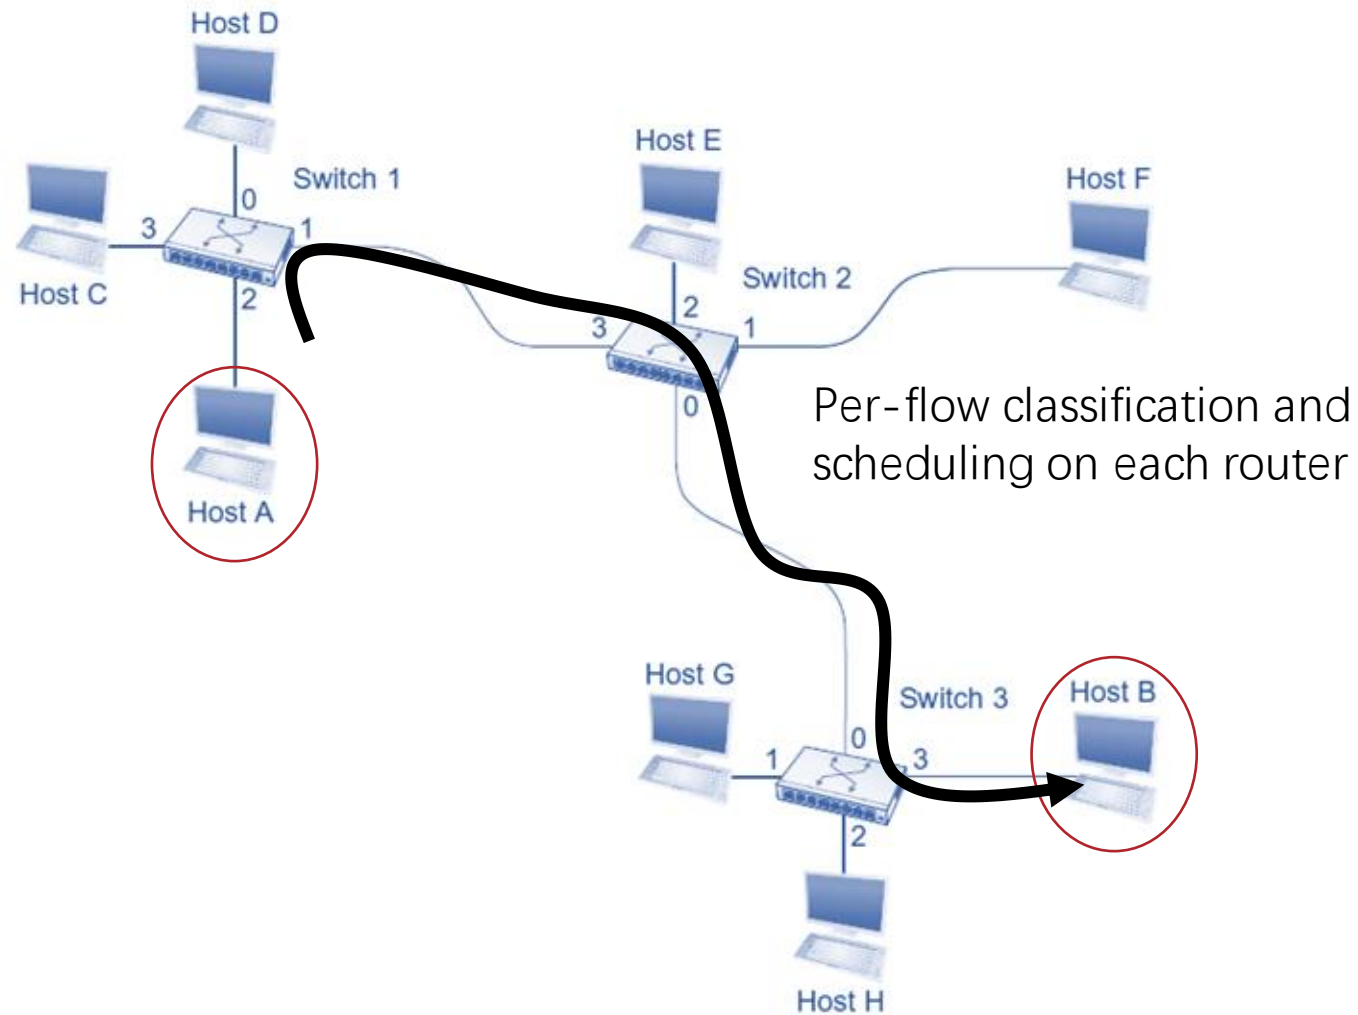 Host D
Host E
Host F
Switch 1
0
3
1
Host C
2
Switch 2
2
3
1
0
Per-flow classification and
scheduling on each router
Host A
Host G
Switch 3
Host B
0
1
3
2
Host H